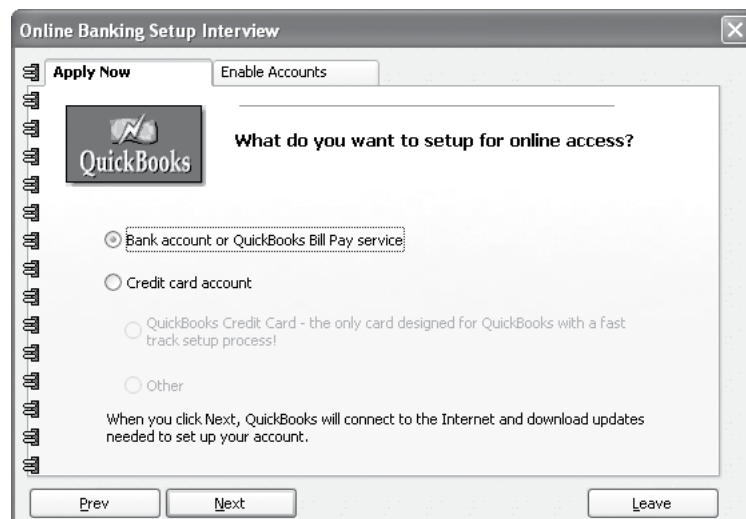 Online Banking Setup Interview
Apply Now
Enable Accounts
QuickBooks
What do you want to setup for online access?
Bank account or QuickBooks Bill Pay service
Credit card account
QuickBooks Credit Card - the only card designed for QuickBooks with a fast
track setup process!
Other
When you click Next, QuickBooks will connect to the Internet and download updates
needed to set up your account.
Prev
Next
Leave